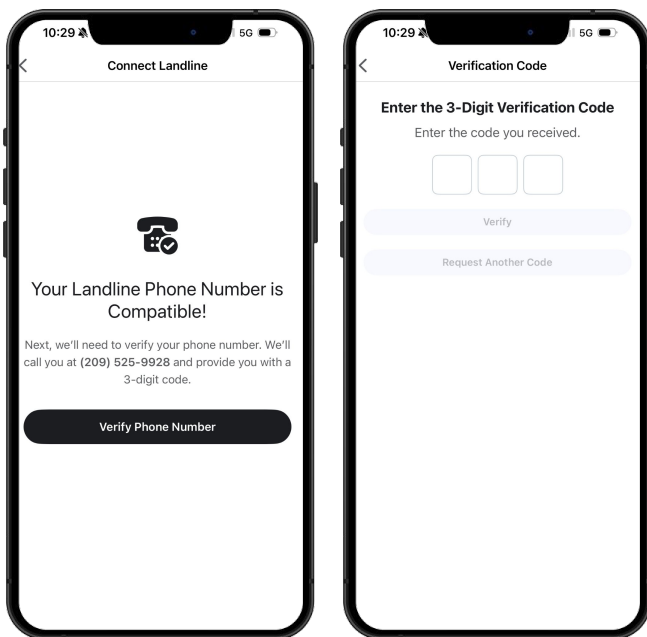 10:29
5G
Connect Landline
Your Landline Phone Number is
Compatible!
Next, we’ll need to verify your phone number. We’ll
call you at (209) 525-9928 and provide you with a
3-digit code.
Verify Phone Number
10:29
5G
Verification Code
Enter the 3-Digit Verification Code
Enter the code you received.
Verify
Request Another Code